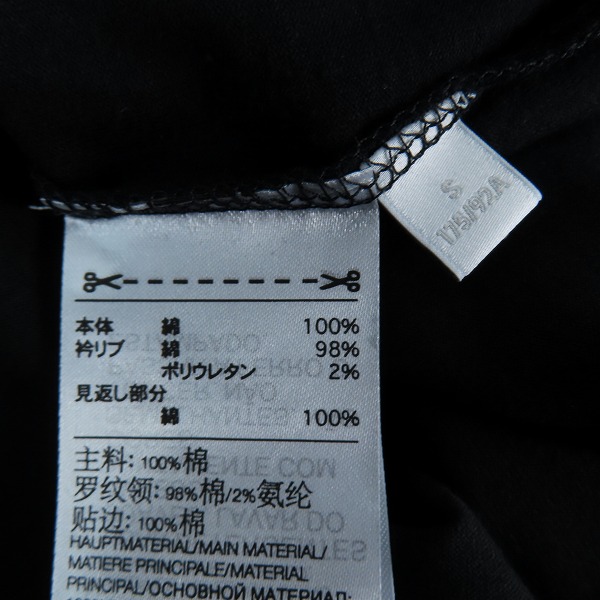 S
175/92A
本体 綿 100%
衿リブ 綿 98%
ポリウレタン 2%
見返し部分
綿 100%
主料: 100%棉
罗纹领: 98%棉/2%氨纶
贴边: 100%棉
HAUPTMATERIAL/MAIN MATERIAL/
MATIERE PRINCIPALE/MATERIAL
PRINCIPAL/ОСНОВНОЙ МАТЕРИАЛ: